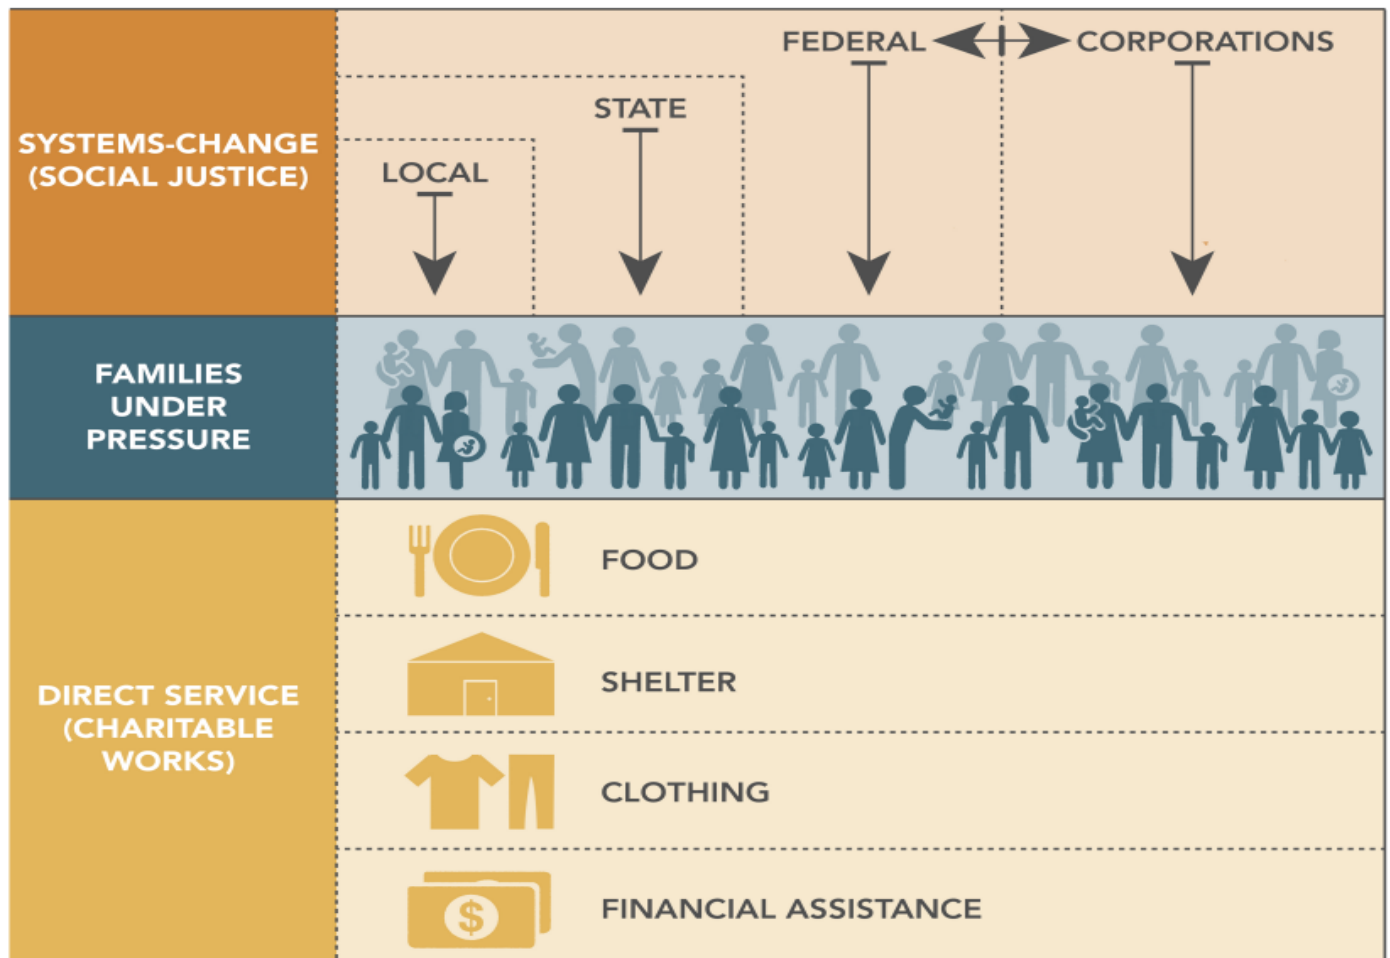 SYSTEMS-CHANGE
(SOCIAL JUSTICE)
FEDERAL
CORPORATIONS
STATE
LOCAL
FAMILIES
UNDER
PRESSURE
DIRECT SERVICE
(CHARITABLE
WORKS)
FOOD
SHELTER
CLOTHING
$
FINANCIAL ASSISTANCE